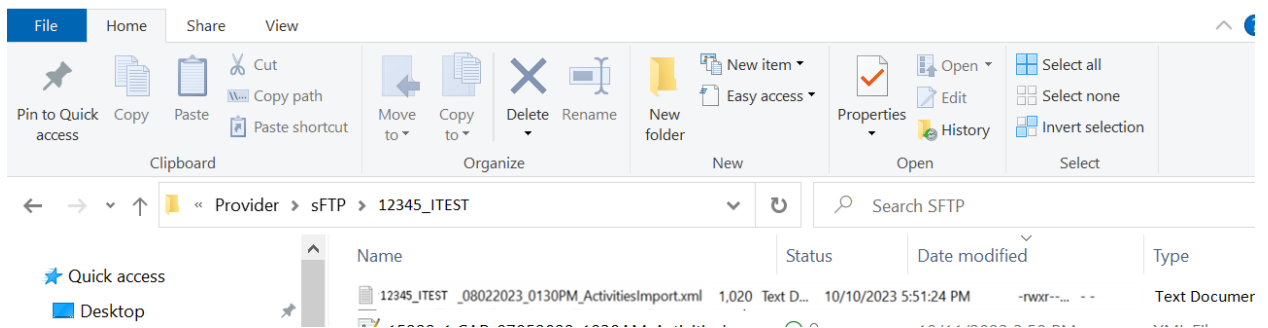 File Home Share View
Cut
Copy path
Paste shortcut
Pin to Quick access
Copy
Paste
Clipboard
Move to
Copy to
Delete
Rename
Organize
New folder
New item
Easy access
New
Properties
Open
Edit
History
Open
Select all
Select none
Invert selection
Select
« Provider > sFTP > 12345_ITEST
Search SFTP
Name Status Date modified Type
Quick access
Desktop
12345_ITEST _08022023_0130PM_ActivitiesImport.xml 1,020 Text D... 10/10/2023 5:51:24 PM -rwxr--... - - Text Documer